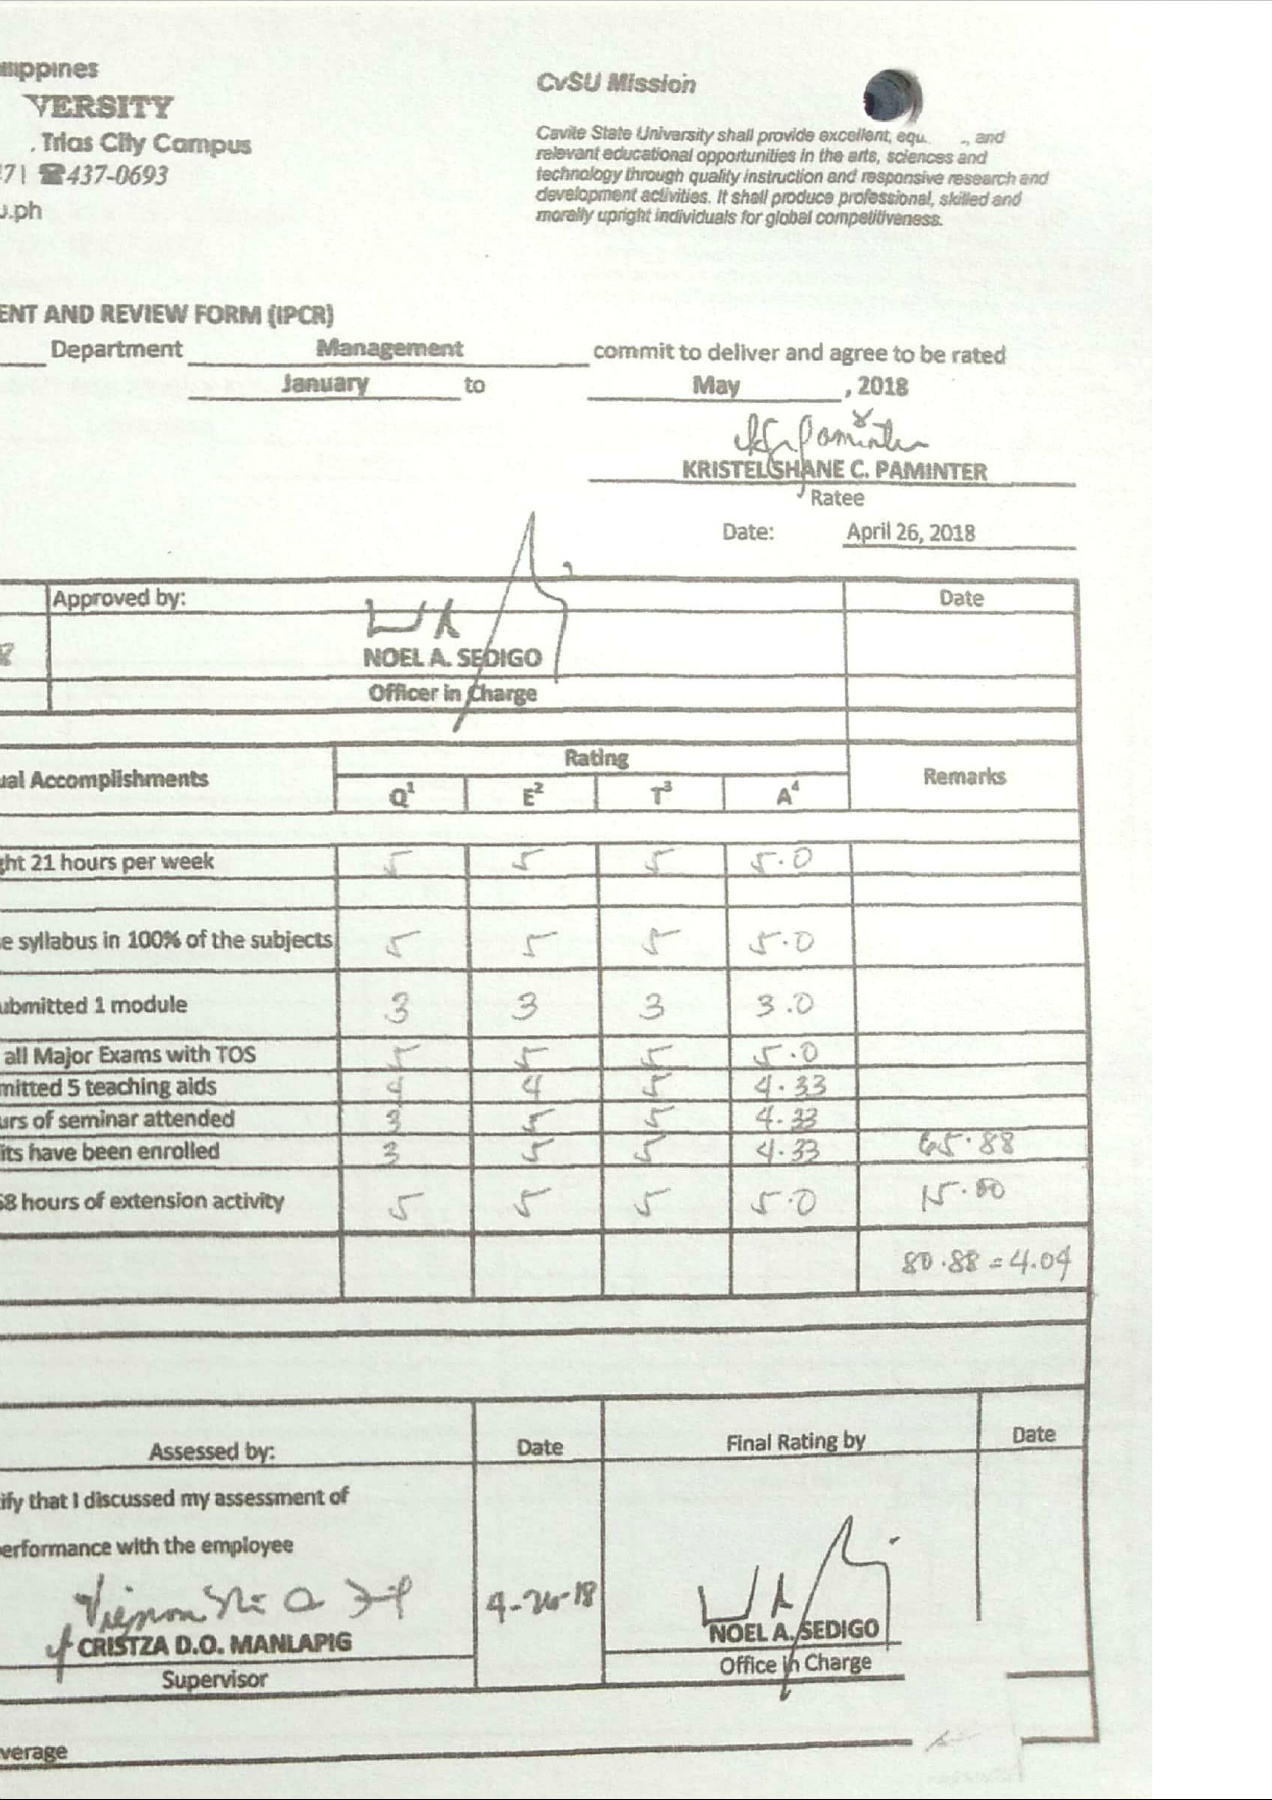 CvSU Mission
VERSITY
Trias City Campus
71 ☎437-0693
u.ph
Cavite State University shall provide excellent, equ. , and
relevant educational opportunities in the arts, sciences and
technology through quality instruction and responsive research and
development activities. It shall produce professional, skilled and
morally upright individuals for global competitiveness.
ENT AND REVIEW FORM (IPCR)
Department Management commit to deliver and agree to be rated
January to May , 2018
KRISTEL SHANE C. PAMINTER
Ratee
Date: April 26, 2018
Approved by: Date
NOEL A. SEDIGO
Officer in Charge
Rating
ual Accomplishments Q1 E2 T3 A4 Remarks
ght 21 hours per week 5 5 5 5.0
e syllabus in 100% of the subjects 5 5 5 5.0
ubmitted 1 module 3 3 3 3.0
all Major Exams with TOS 5 5 5 5.0
mitted 5 teaching aids 4 4 5 4.33
urs of seminar attended 3 5 5 4.33
its have been enrolled 3 5 5 4.33 65.88
68 hours of extension activity 5 5 5 5.0 15.00
80.88 = 4.04
Assessed by: Date Final Rating by Date
ify that I discussed my assessment of
erformance with the employee
4-26-18
CRISTZA D.O. MANLAPIG NOEL A. SEDIGO
Supervisor Office in Charge
verage